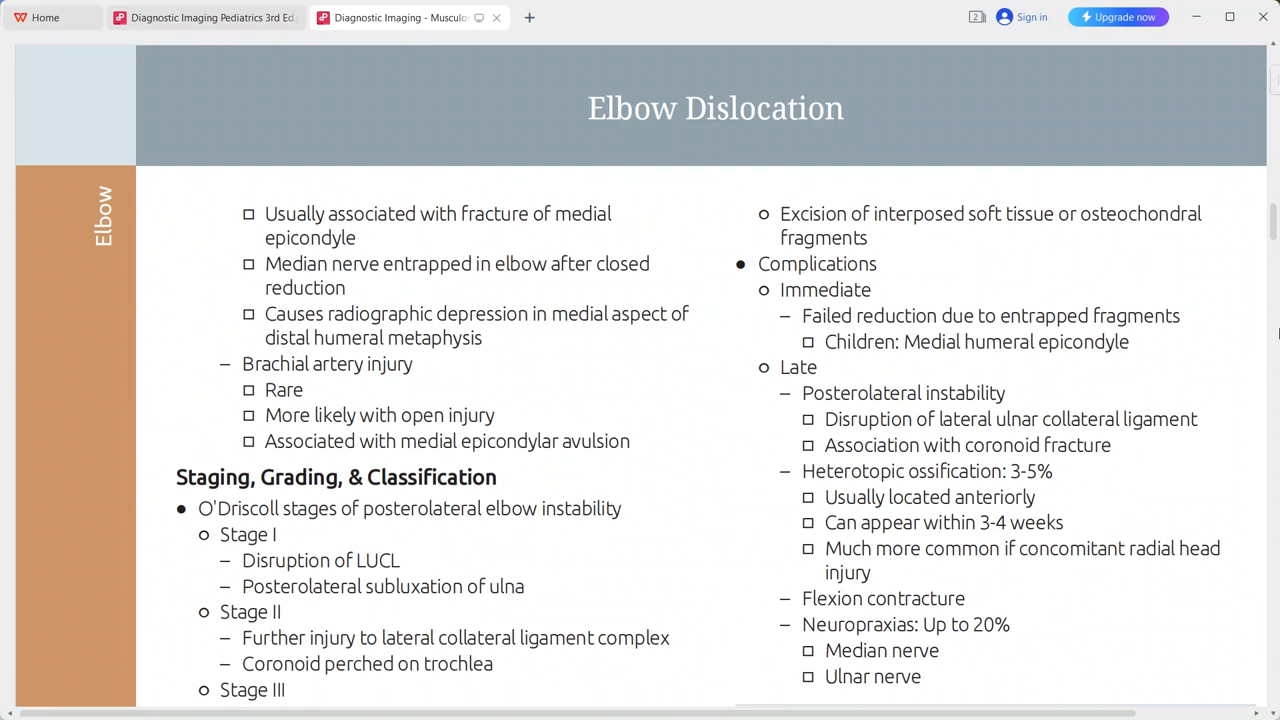 Home
Diagnostic Imaging Pediatrics 3rd Ed.
Diagnostic Imaging - Musculos
2
Sign in
Upgrade now
Elbow Dislocation
Elbow
□ Usually associated with fracture of medial
epicondyle
□ Median nerve entrapped in elbow after closed
reduction
□ Causes radiographic depression in medial aspect of
distal humeral metaphysis
– Brachial artery injury
□ Rare
□ More likely with open injury
□ Associated with medial epicondylar avulsion
Staging, Grading, & Classification
● O'Driscoll stages of posterolateral elbow instability
○ Stage I
– Disruption of LUCL
– Posterolateral subluxation of ulna
○ Stage II
– Further injury to lateral collateral ligament complex
– Coronoid perched on trochlea
○ Stage III
○ Excision of interposed soft tissue or osteochondral
fragments
● Complications
○ Immediate
– Failed reduction due to entrapped fragments
□ Children: Medial humeral epicondyle
○ Late
– Posterolateral instability
□ Disruption of lateral ulnar collateral ligament
□ Association with coronoid fracture
– Heterotopic ossification: 3-5%
□ Usually located anteriorly
□ Can appear within 3-4 weeks
□ Much more common if concomitant radial head
injury
– Flexion contracture
– Neuropraxias: Up to 20%
□ Median nerve
□ Ulnar nerve